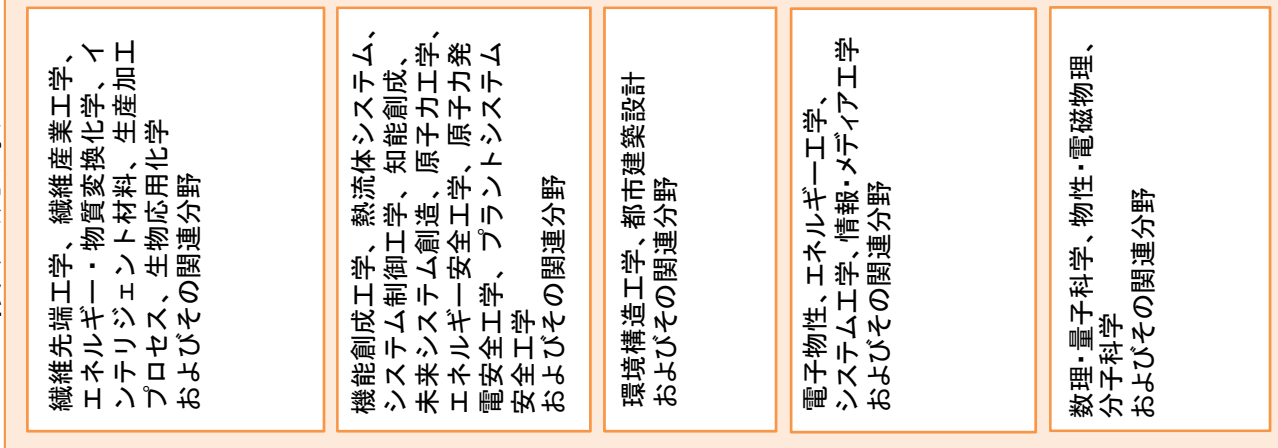 繊維先端工学、繊維産業工学、
エネルギー・物質変換化学、イ
ンテリジェント材料、生産加工
プロセス、生物応用化学
およびその関連分野
機能創成工学、熱流体システム、
システム制御工学、知能創成、
未来システム創造、原子力工学、
エネルギー安全工学、原子力発
電安全工学、プラントシステム
安全工学
およびその関連分野
環境構造工学、都市建築設計
およびその関連分野
電子物性、エネルギー工学、
システム工学、情報・メディア工学
およびその関連分野
数理・量子科学、物性・電磁物理、
分子科学
およびその関連分野